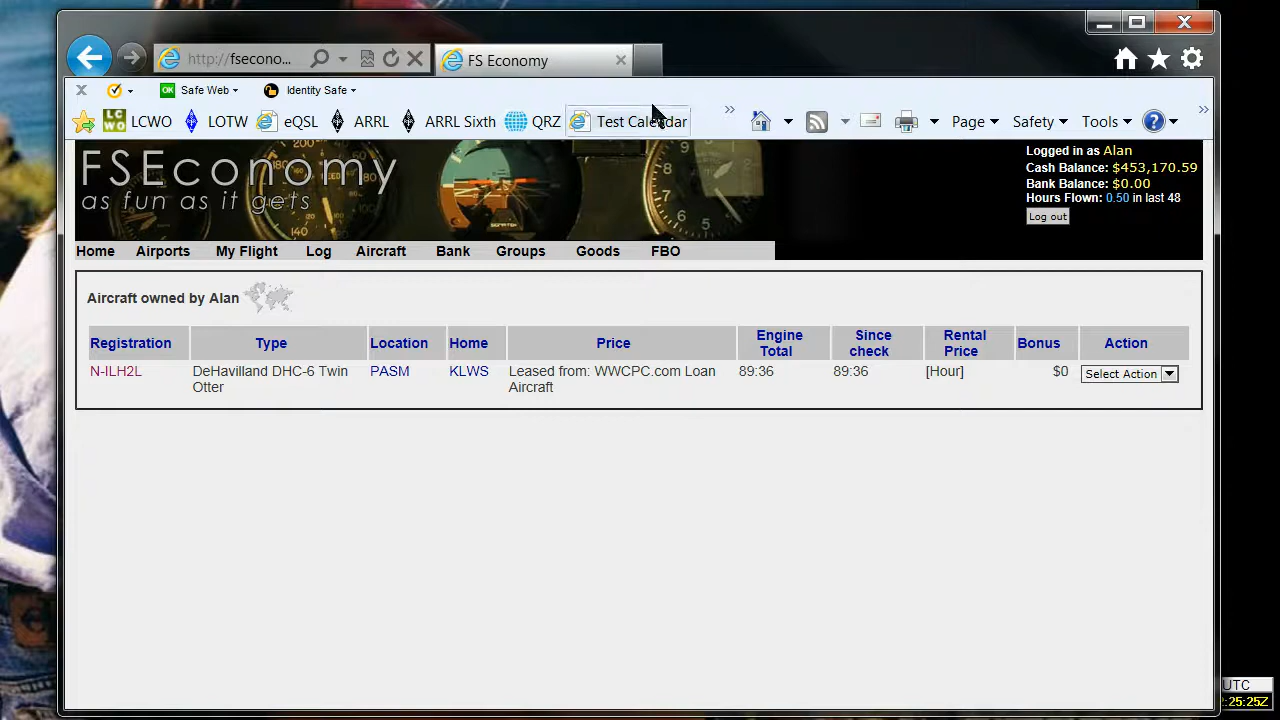 http://fsecono...
FS Economy
Safe Web
Identity Safe
LCWO LOTW eQSL ARRL ARRL Sixth QRZ Test Calendar
Page Safety Tools
FSEconomy
as fun as it gets
Logged in as Alan
Cash Balance: $453,170.59
Bank Balance: $0.00
Hours Flown: 0.50 in last 48
Log out
Home Airports My Flight Log Aircraft Bank Groups Goods FBO
Aircraft owned by Alan
Registration Type Location Home Price Engine Total Since check Rental Price Bonus Action
N-ILH2L DeHavilland DHC-6 Twin Otter PASM KLWS Leased from: WWCPC.com Loan Aircraft 89:36 89:36 [Hour] $0 Select Action
UTC
:25:25Z